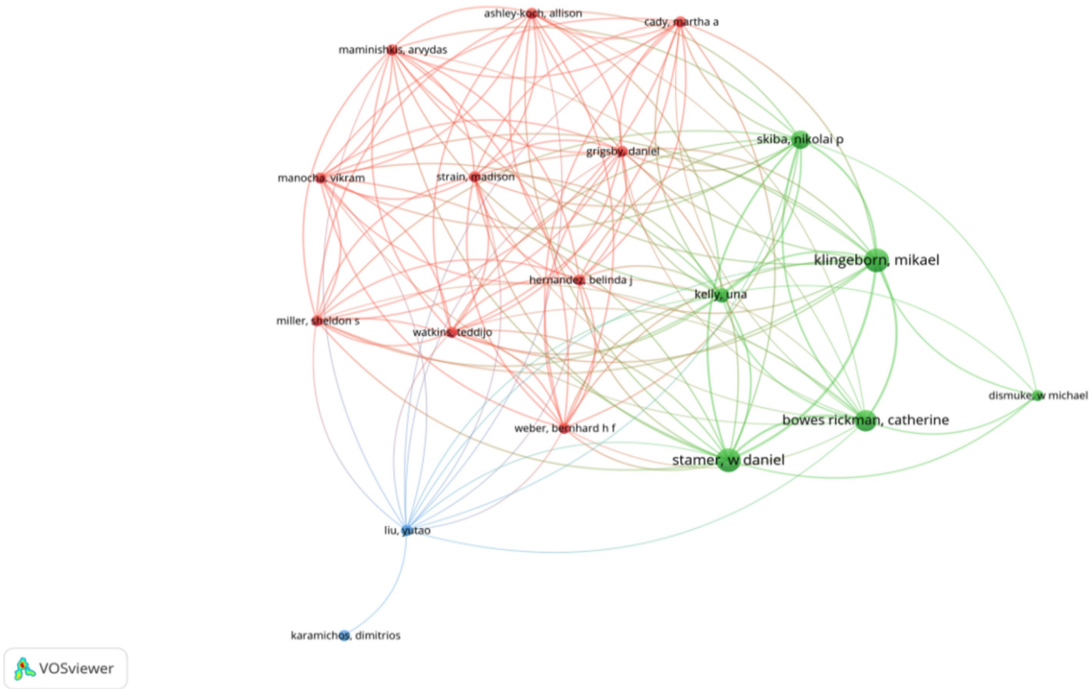 ashley-koch, allison
cady, martha a
maminishkis, arvydas
skiba, nikolai p
grigsby, daniel
manocha, vikram
strain, madison
klingeborn, mikael
hernandez, belinda j
kelly, una
miller, sheldon s
watkins, teddijo
dismuke, w michael
bowes rickman, catherine
weber, bernhard h f
stamer, w daniel
liu, yutao
karamichos, dimitrios
VOSviewer